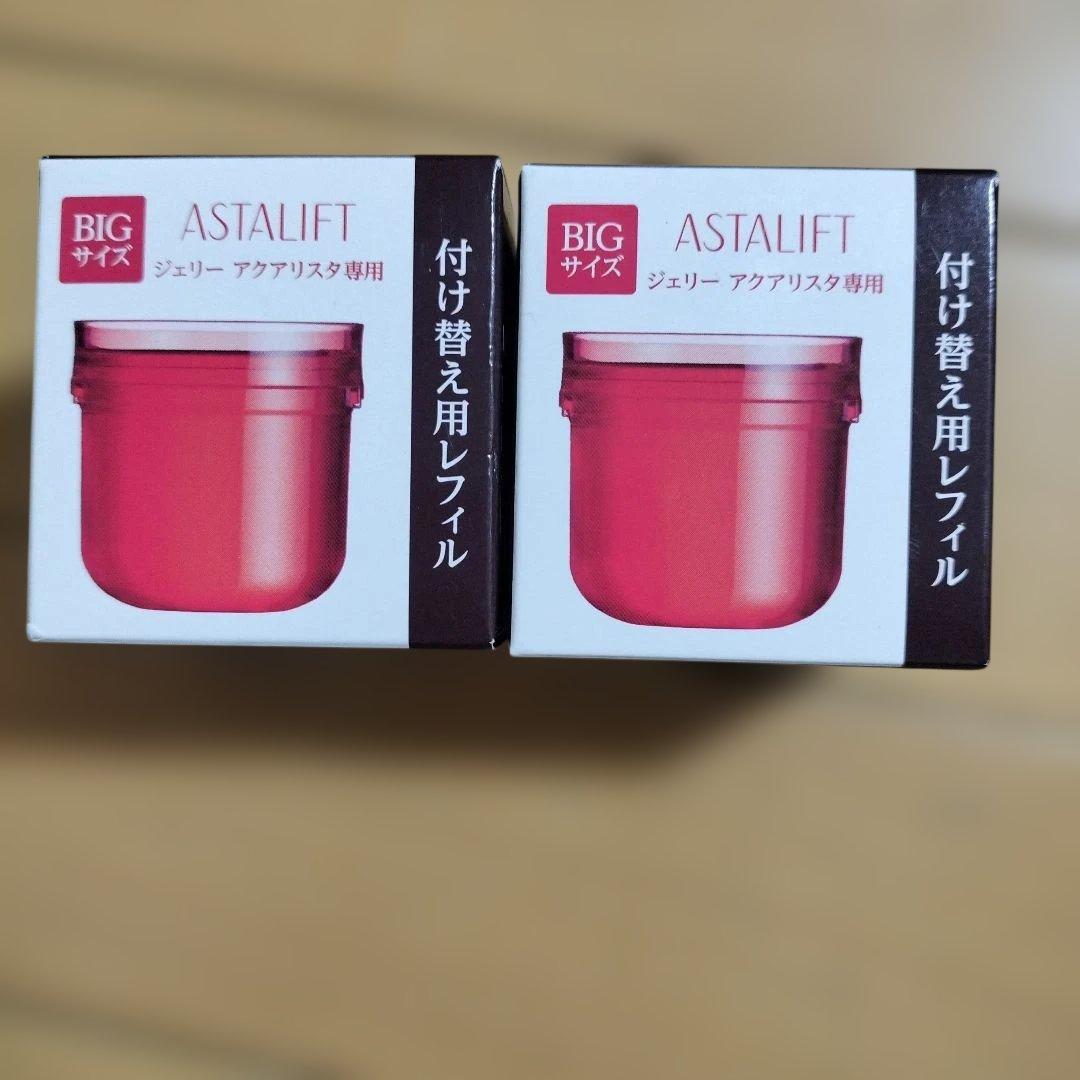 BIG
サイズ
ASTALIFT
ジェリー アクアリスタ専用
付け替え用レフィル
BIG
サイズ
ASTALIFT
ジェリー アクアリスタ専用
付け替え用レフィル